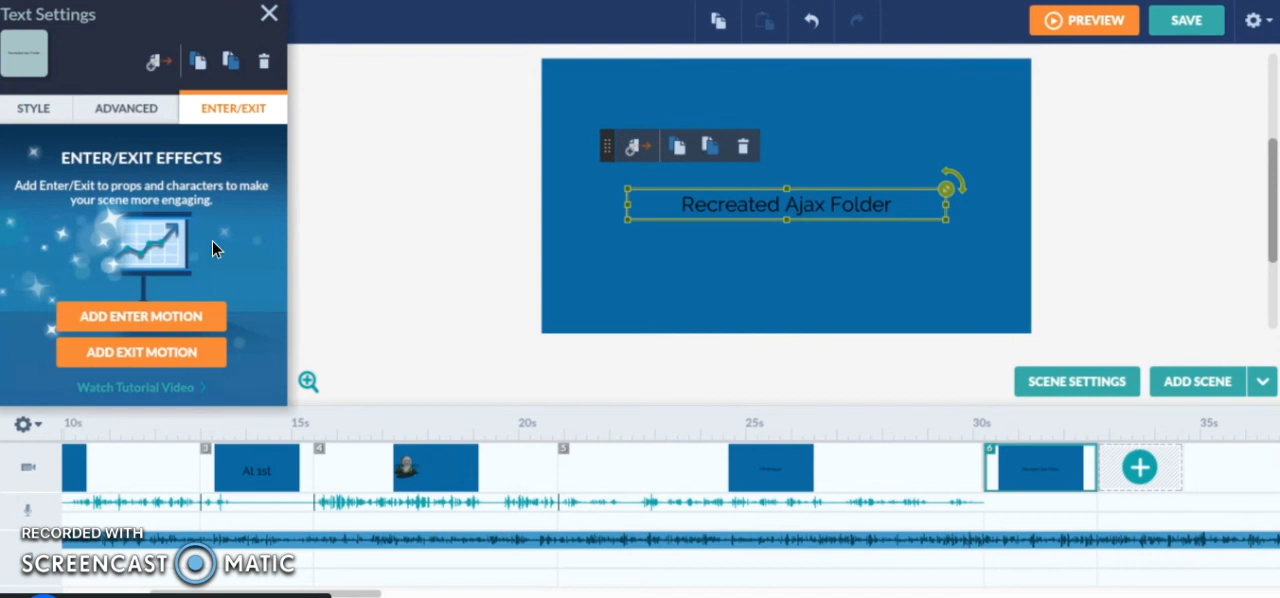 Text Settings
PREVIEW
SAVE
STYLE
ADVANCED
ENTER/EXIT
ENTER/EXIT EFFECTS
Add Enter/Exit to props and characters to make
your scene more engaging.
ADD ENTER MOTION
ADD EXIT MOTION
Watch Tutorial Video
Recreated Ajax Folder
SCENE SETTINGS
ADD SCENE
10s
15s
20s
25s
30s
35s
3
4
5
6
At 1st
RECORDED WITH
SCREENCAST MATIC